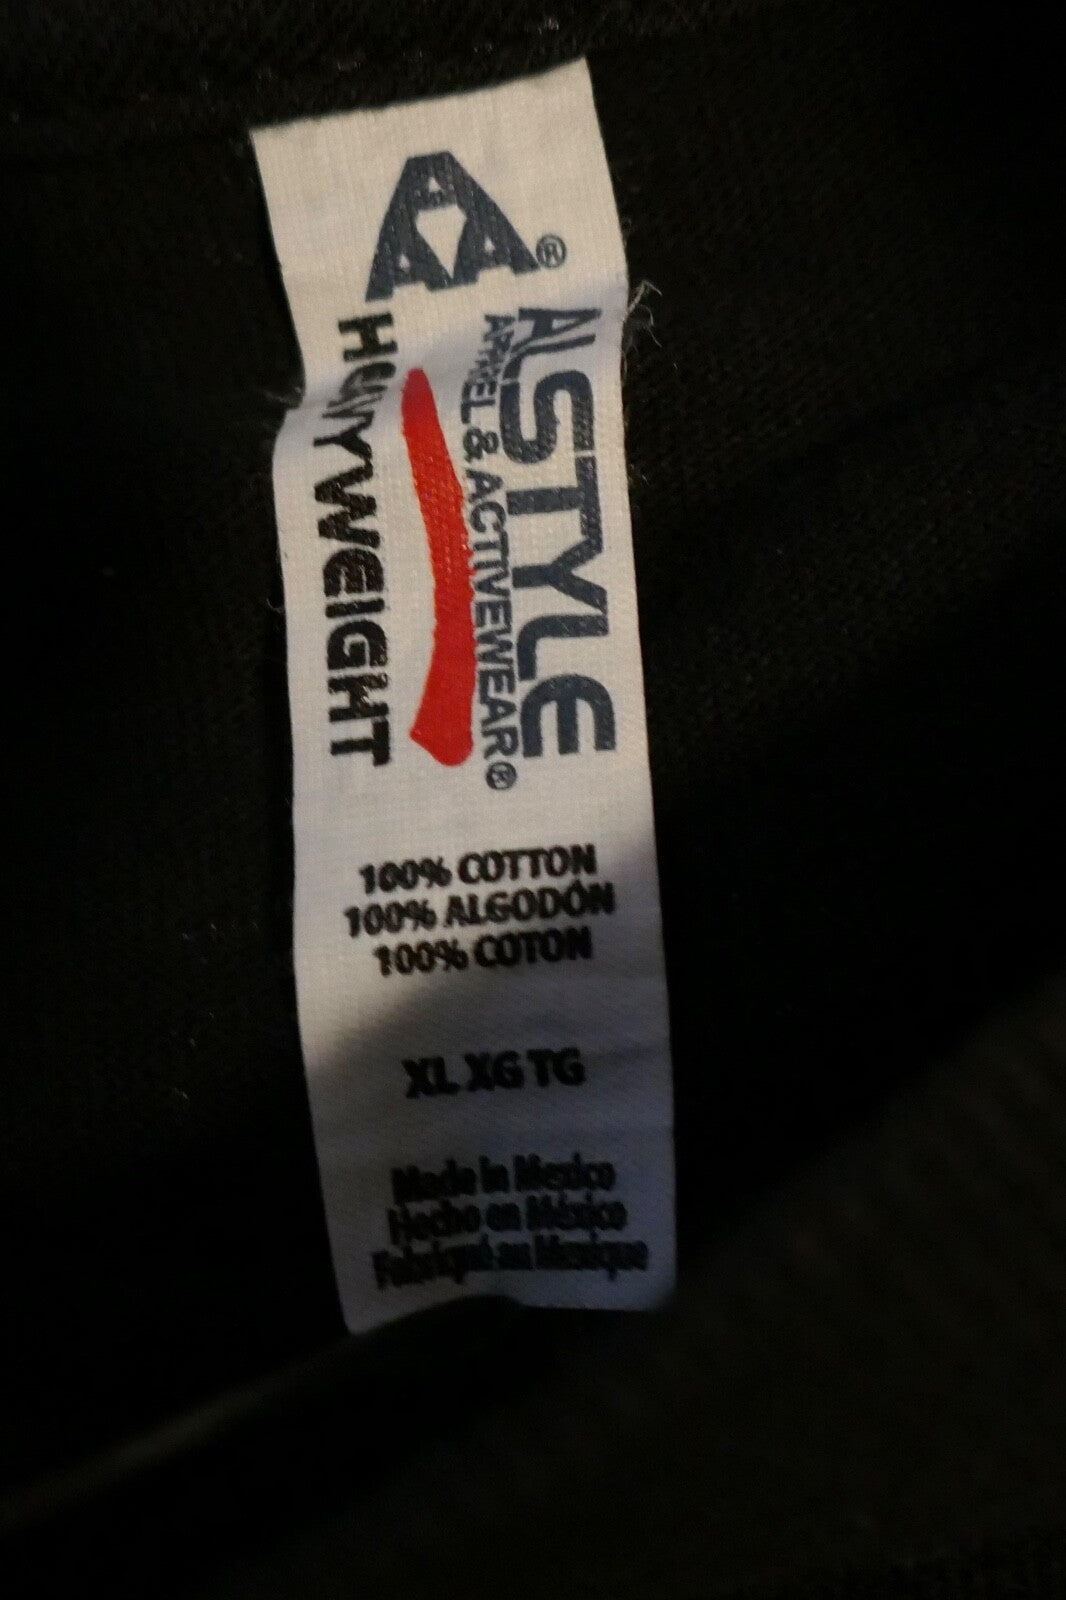 A®
ALSTYLE
APPAREL & ACTIVEWEAR®
HEAVYWEIGHT
100% COTTON
100% ALGODÓN
100% COTON
XL XG TG
Made in Mexico
Hecho en México
Fabriqué au Mexique